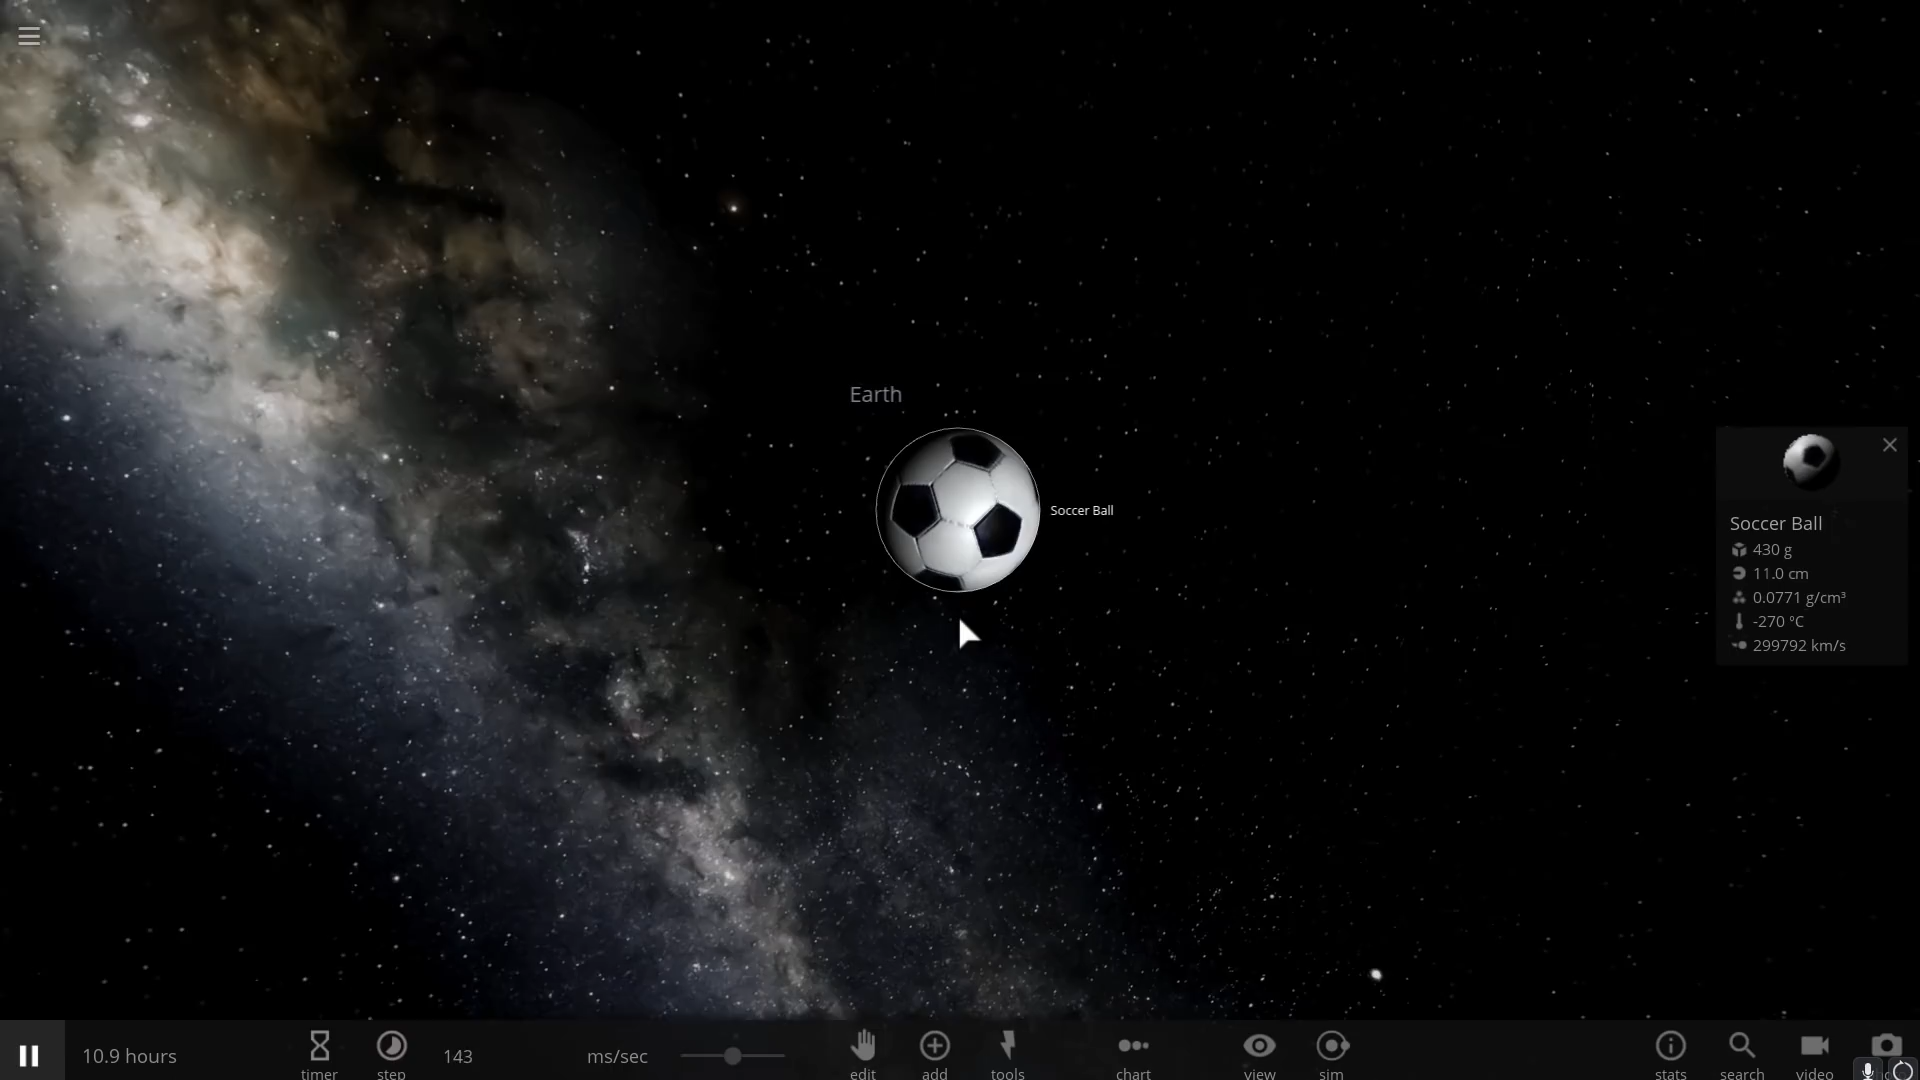 Earth
Soccer Ball
Soccer Ball
430 g
11.0 cm
0.0771 g/cm³
-270 °C
299792 km/s
10.9 hours
timer
step
143
ms/sec
edit
add
tools
chart
view
sim
stats
search
video